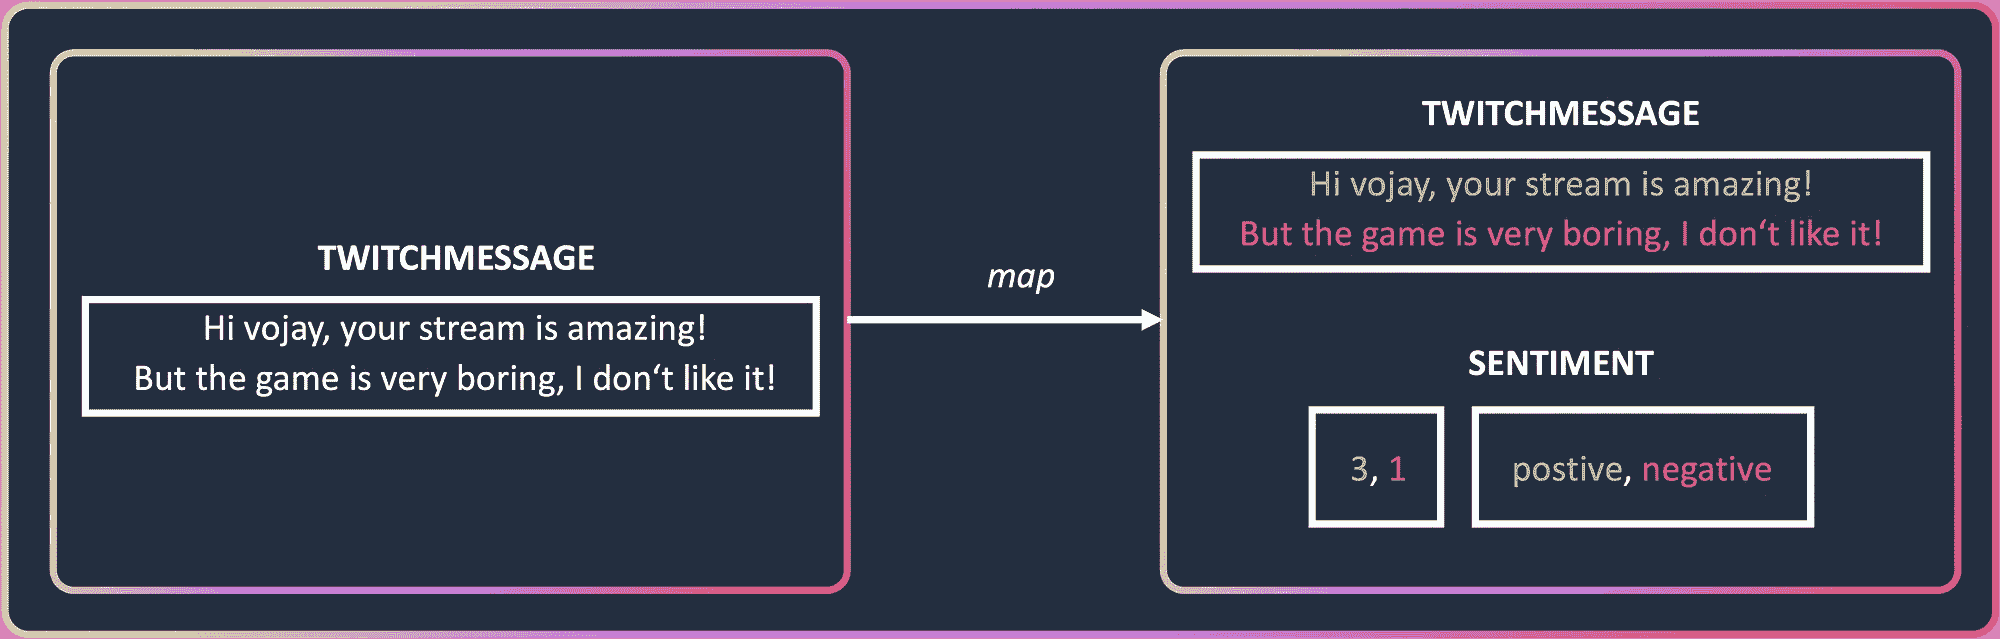 TWITCHMESSAGE
Hi vojay, your stream is amazing!
But the game is very boring, I don‘t like it!
map
TWITCHMESSAGE
Hi vojay, your stream is amazing!
But the game is very boring, I don‘t like it!
SENTIMENT
3, 1
postive, negative